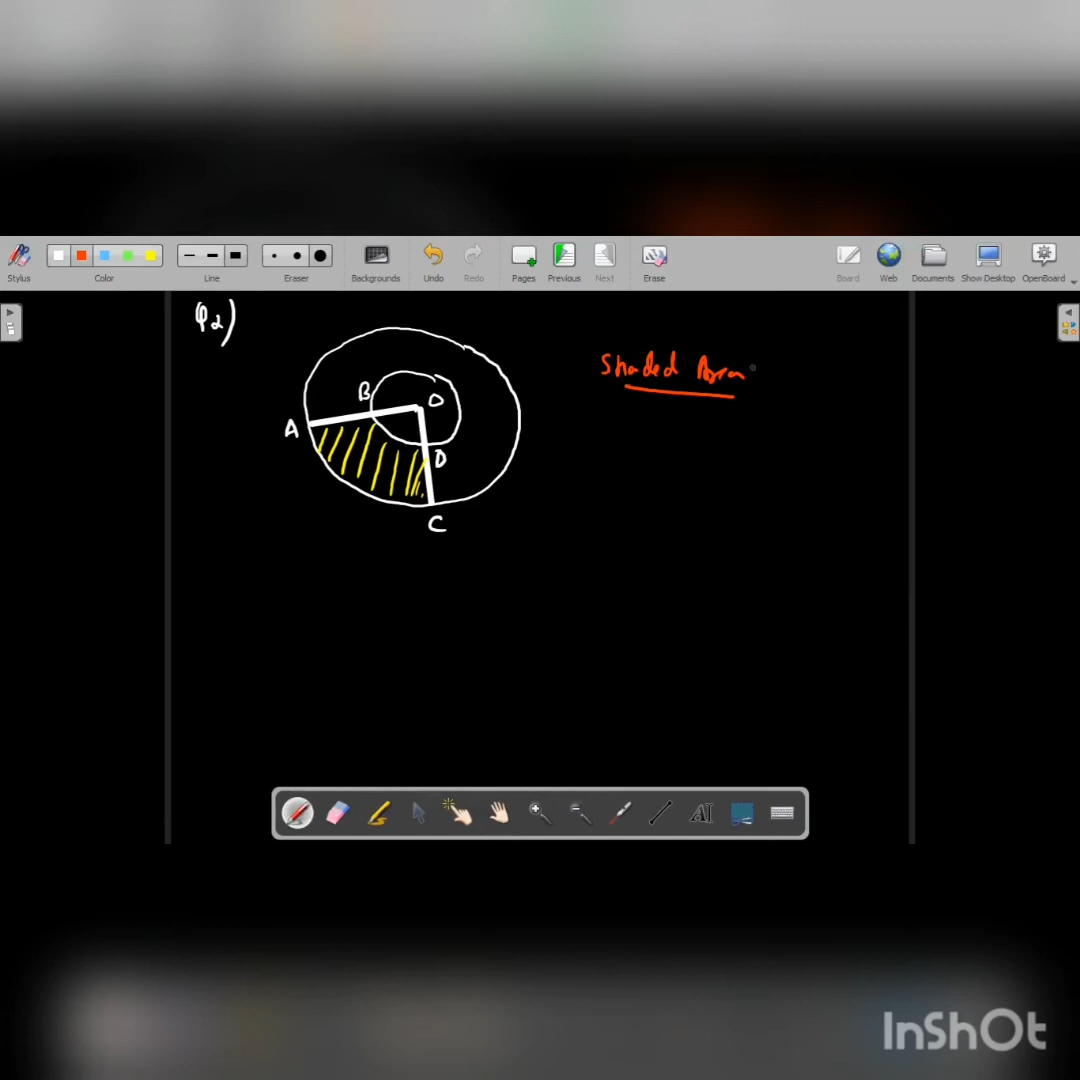 Stylus Color Line Eraser Backgrounds Undo Redo Pages Previous Next Erase Board Web Documents Show Desktop OpenBoard
Q2)
Shaded Area
B
O
A
D
C
AI
InShOt